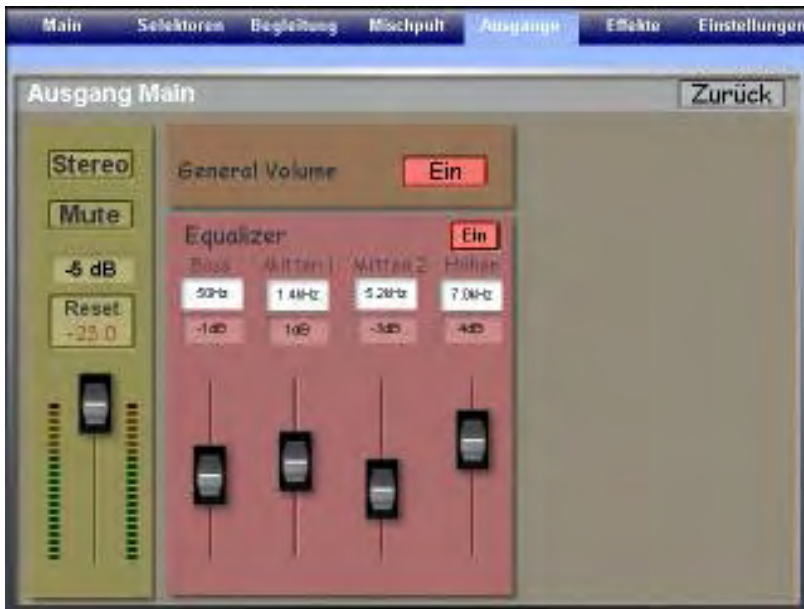 Main Selektoren Begleitung Mischpult Ausgänge Effekte Einstellungen
Ausgang Main Zurück
Stereo
Mute
-5 dB
Reset
-25.0
General Volume Ein
Equalizer Ein
Bass Mitten 1 Mitten 2 Höhen
50Hz 1.4kHz 5.2kHz 7.0kHz
-1dB 1dB -3dB 4dB